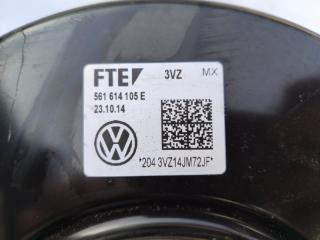 FTE 3VZ MX
561 614 105 E
23.10.14
*204 3VZ14JM72JF*